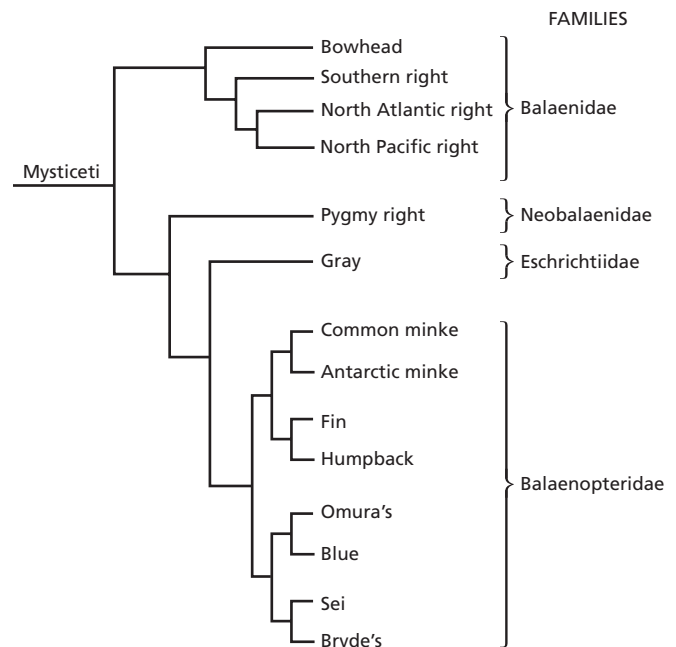 FAMILIES
Bowhead
Southern right
North Atlantic right
Balaenidae
North Pacific right
Mysticeti
Pygmy right
Neobalaenidae
Gray
Eschrichtiidae
Common minke
Antarctic minke
Fin
Humpback
Balaenopteridae
Omura's
Blue
Sei
Bryde's